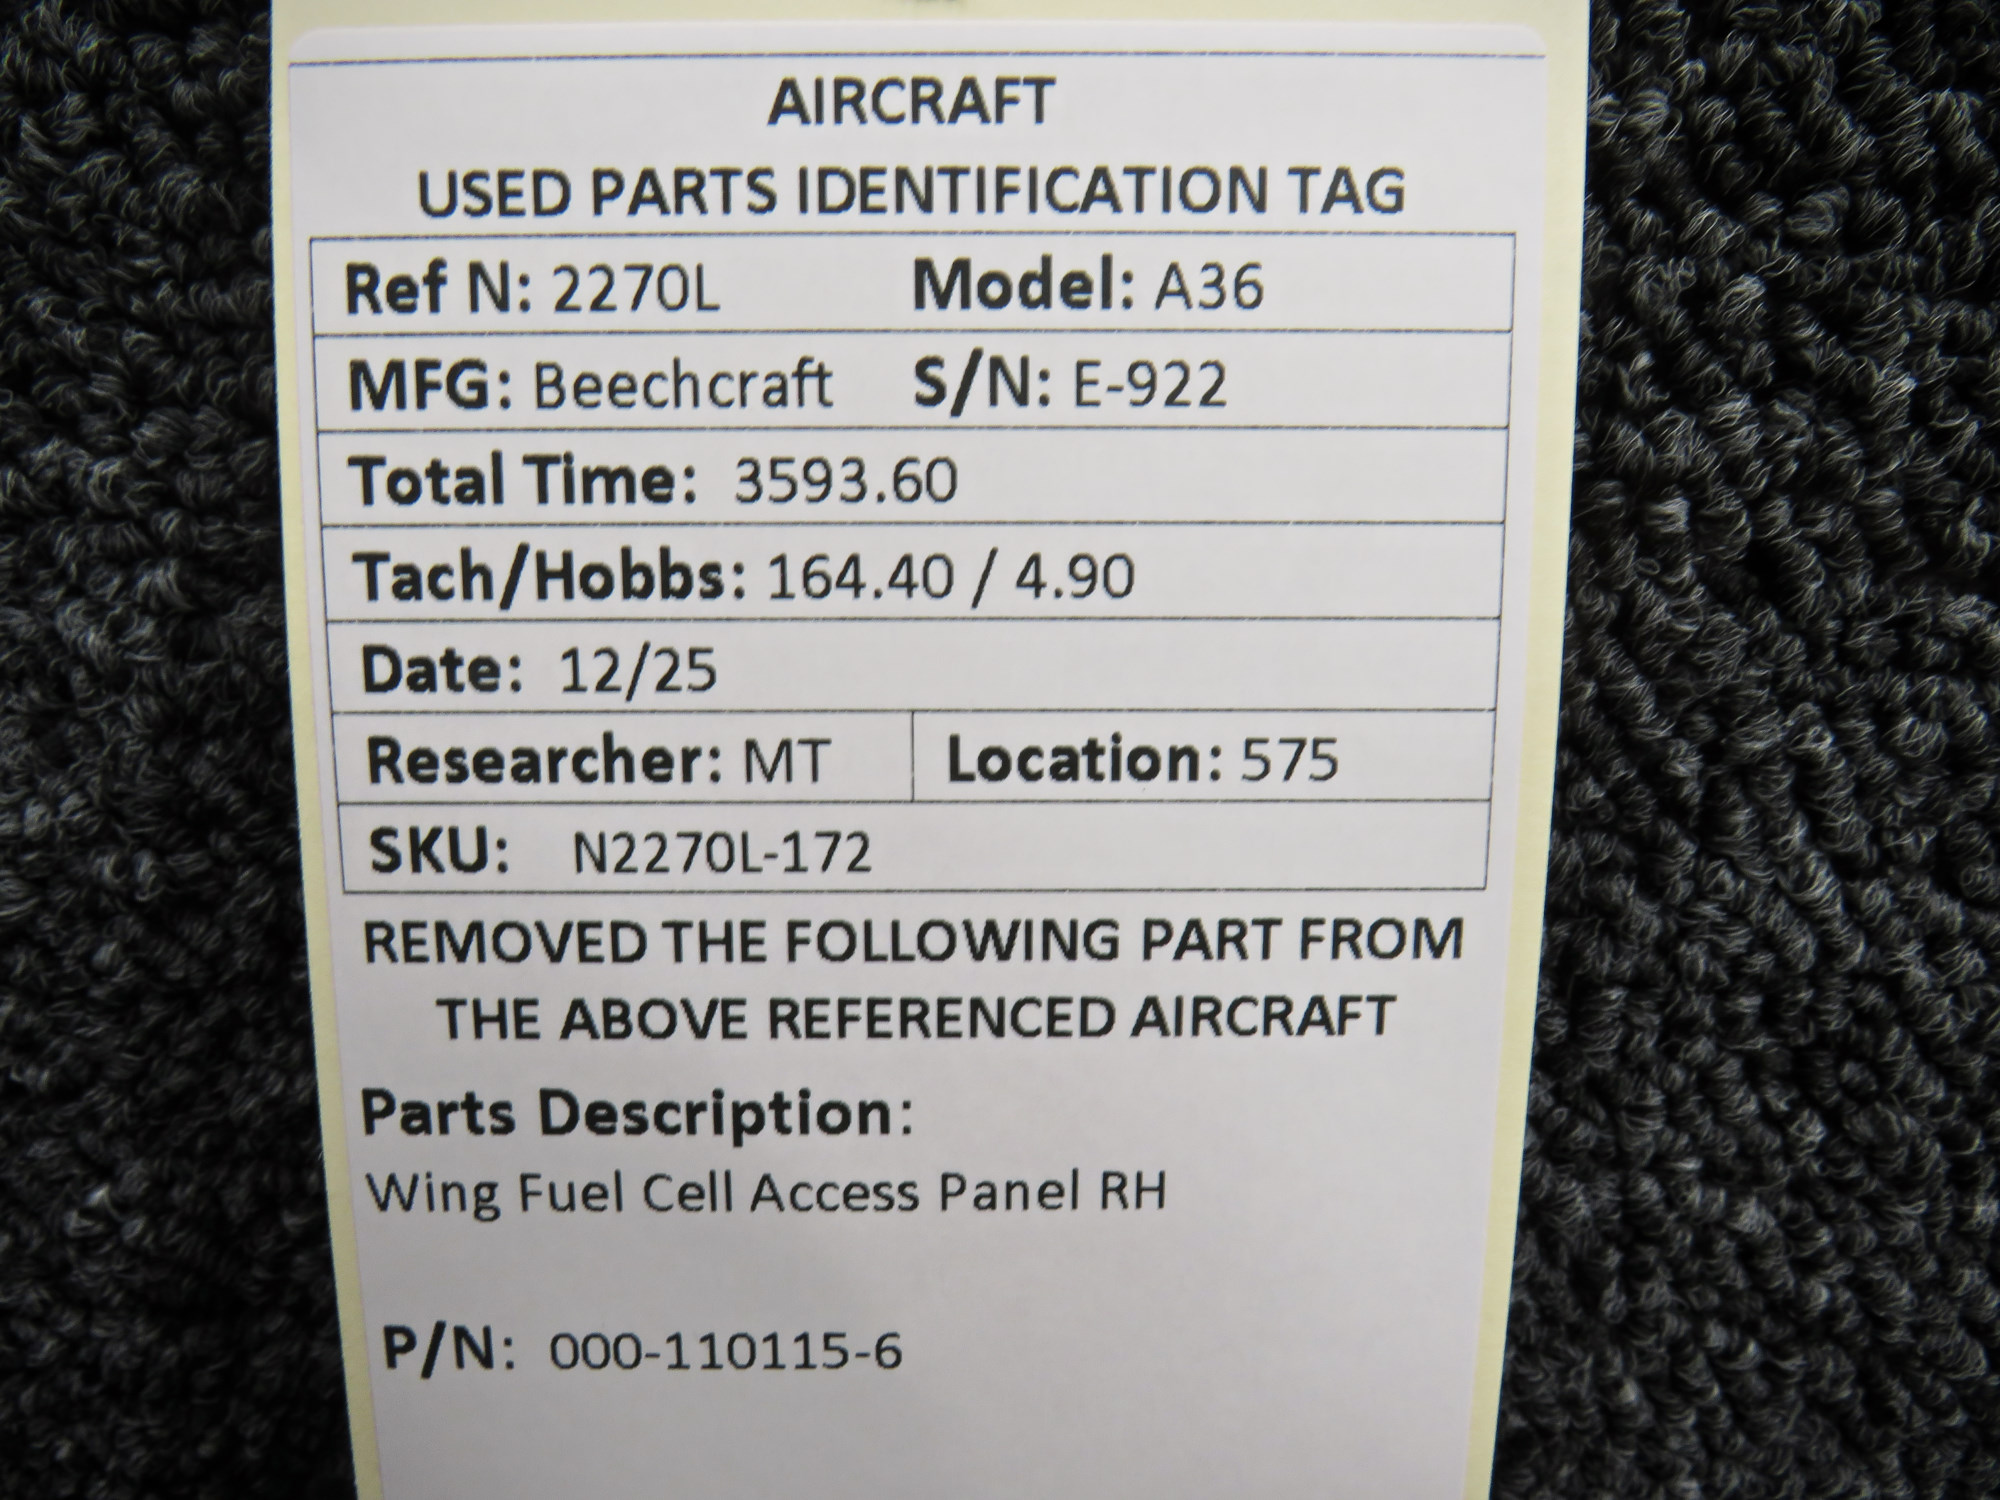 AIRCRAFT
USED PARTS IDENTIFICATION TAG
Ref N: 2270L Model: A36
MFG: Beechcraft S/N: E-922
Total Time: 3593.60
Tach/Hobbs: 164.40 / 4.90
Date: 12/25
Researcher: MT Location: 575
SKU: N2270L-172
REMOVED THE FOLLOWING PART FROM
THE ABOVE REFERENCED AIRCRAFT
Parts Description:
Wing Fuel Cell Access Panel RH
P/N: 000-110115-6